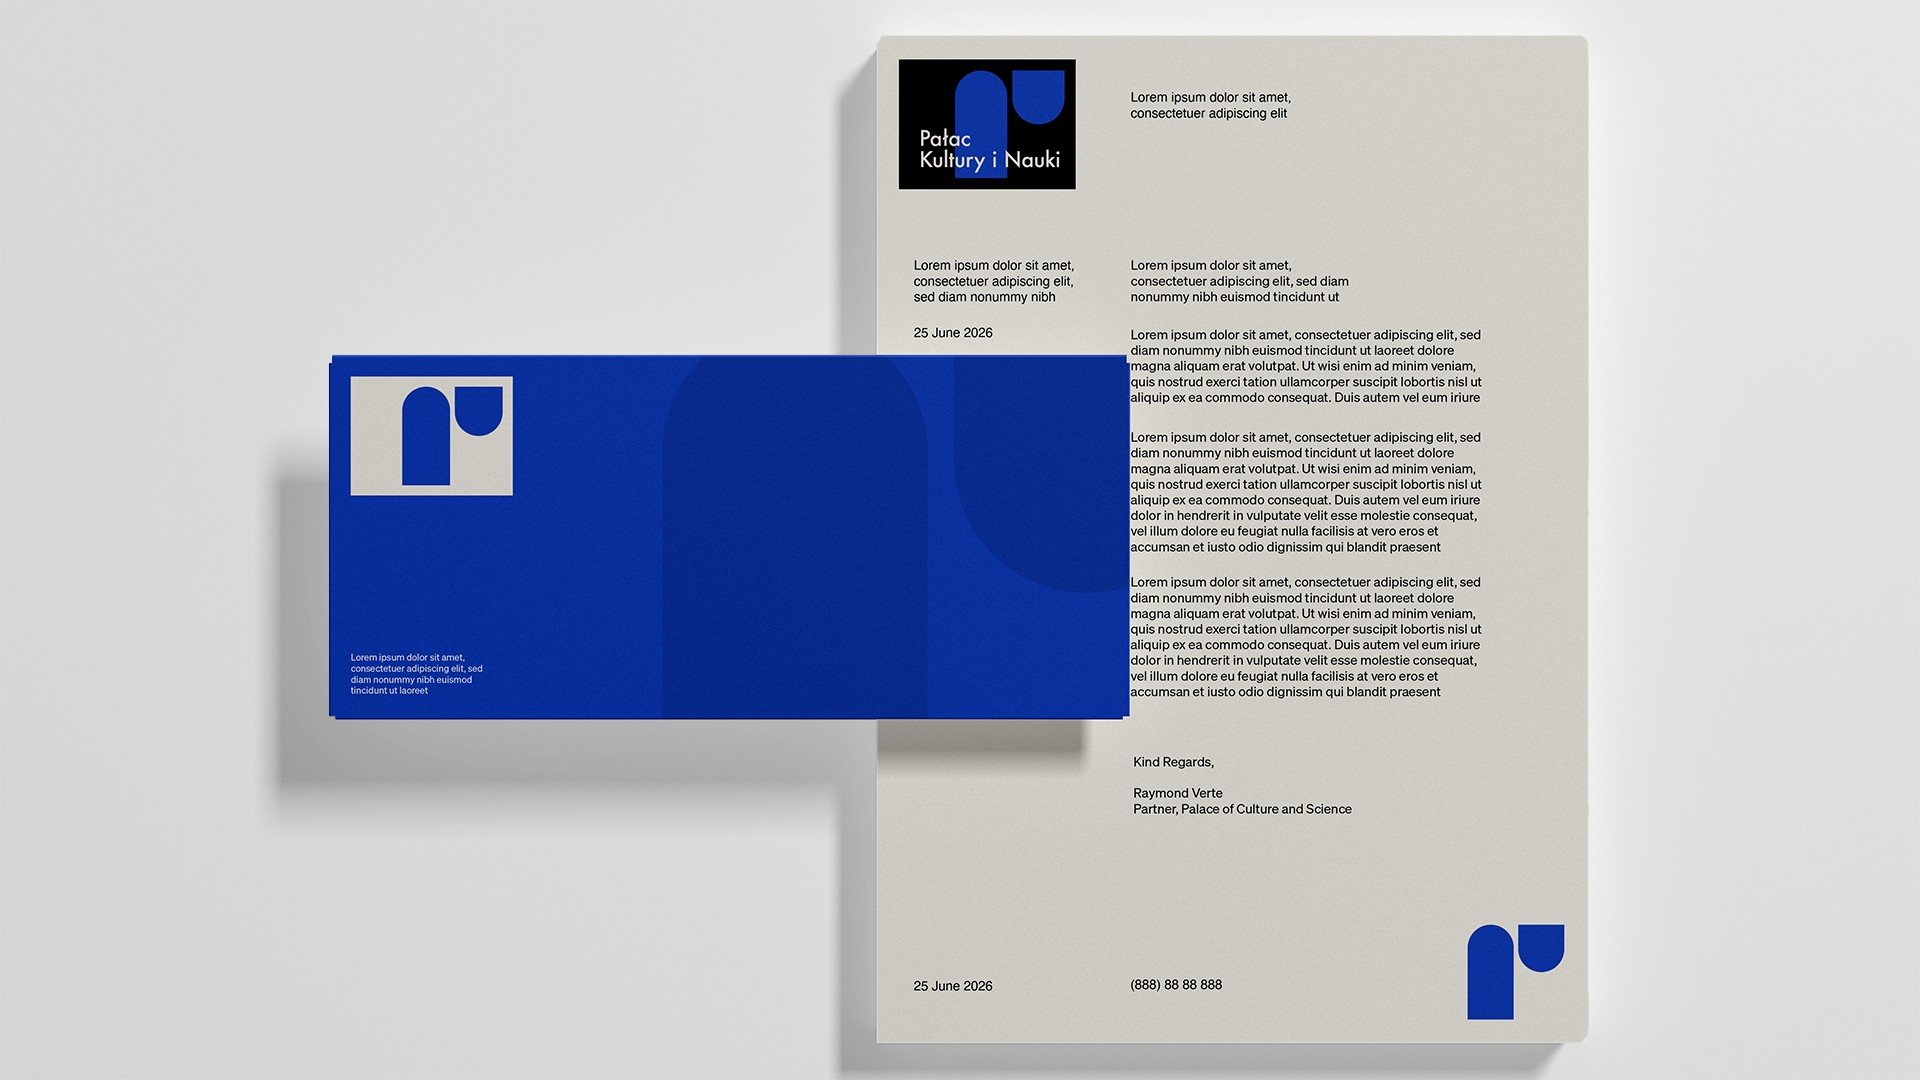 Pałac
Kultury i Nauki
Lorem ipsum dolor sit amet,
consectetuer adipiscing elit
Lorem ipsum dolor sit amet,
consectetuer adipiscing elit,
sed diam nonummy nibh
25 June 2026
Lorem ipsum dolor sit amet,
consectetuer adipiscing elit, sed diam
nonummy nibh euismod tincidunt ut
Lorem ipsum dolor sit amet, consectetuer adipiscing elit, sed
diam nonummy nibh euismod tincidunt ut laoreet dolore
magna aliquam erat volutpat. Ut wisi enim ad minim veniam,
quis nostrud exerci tation ullamcorper suscipit lobortis nisl ut
aliquip ex ea commodo consequat. Duis autem vel eum iriure
Lorem ipsum dolor sit amet, consectetuer adipiscing elit, sed
diam nonummy nibh euismod tincidunt ut laoreet dolore
magna aliquam erat volutpat. Ut wisi enim ad minim veniam,
quis nostrud exerci tation ullamcorper suscipit lobortis nisl ut
aliquip ex ea commodo consequat. Duis autem vel eum iriure
dolor in hendrerit in vulputate velit esse molestie consequat,
vel illum dolore eu feugiat nulla facilisis at vero eros et
accumsan et iusto odio dignissim qui blandit praesent
Lorem ipsum dolor sit amet, consectetuer adipiscing elit, sed
diam nonummy nibh euismod tincidunt ut laoreet dolore
magna aliquam erat volutpat. Ut wisi enim ad minim veniam,
quis nostrud exerci tation ullamcorper suscipit lobortis nisl ut
aliquip ex ea commodo consequat. Duis autem vel eum iriure
dolor in hendrerit in vulputate velit esse molestie consequat,
vel illum dolore eu feugiat nulla facilisis at vero eros et
accumsan et iusto odio dignissim qui blandit praesent
Kind Regards,
Raymond Verte
Partner, Palace of Culture and Science
25 June 2026
(888) 88 88 888
Lorem ipsum dolor sit amet,
consectetuer adipiscing elit, sed
diam nonummy nibh euismod
tincidunt ut laoreet